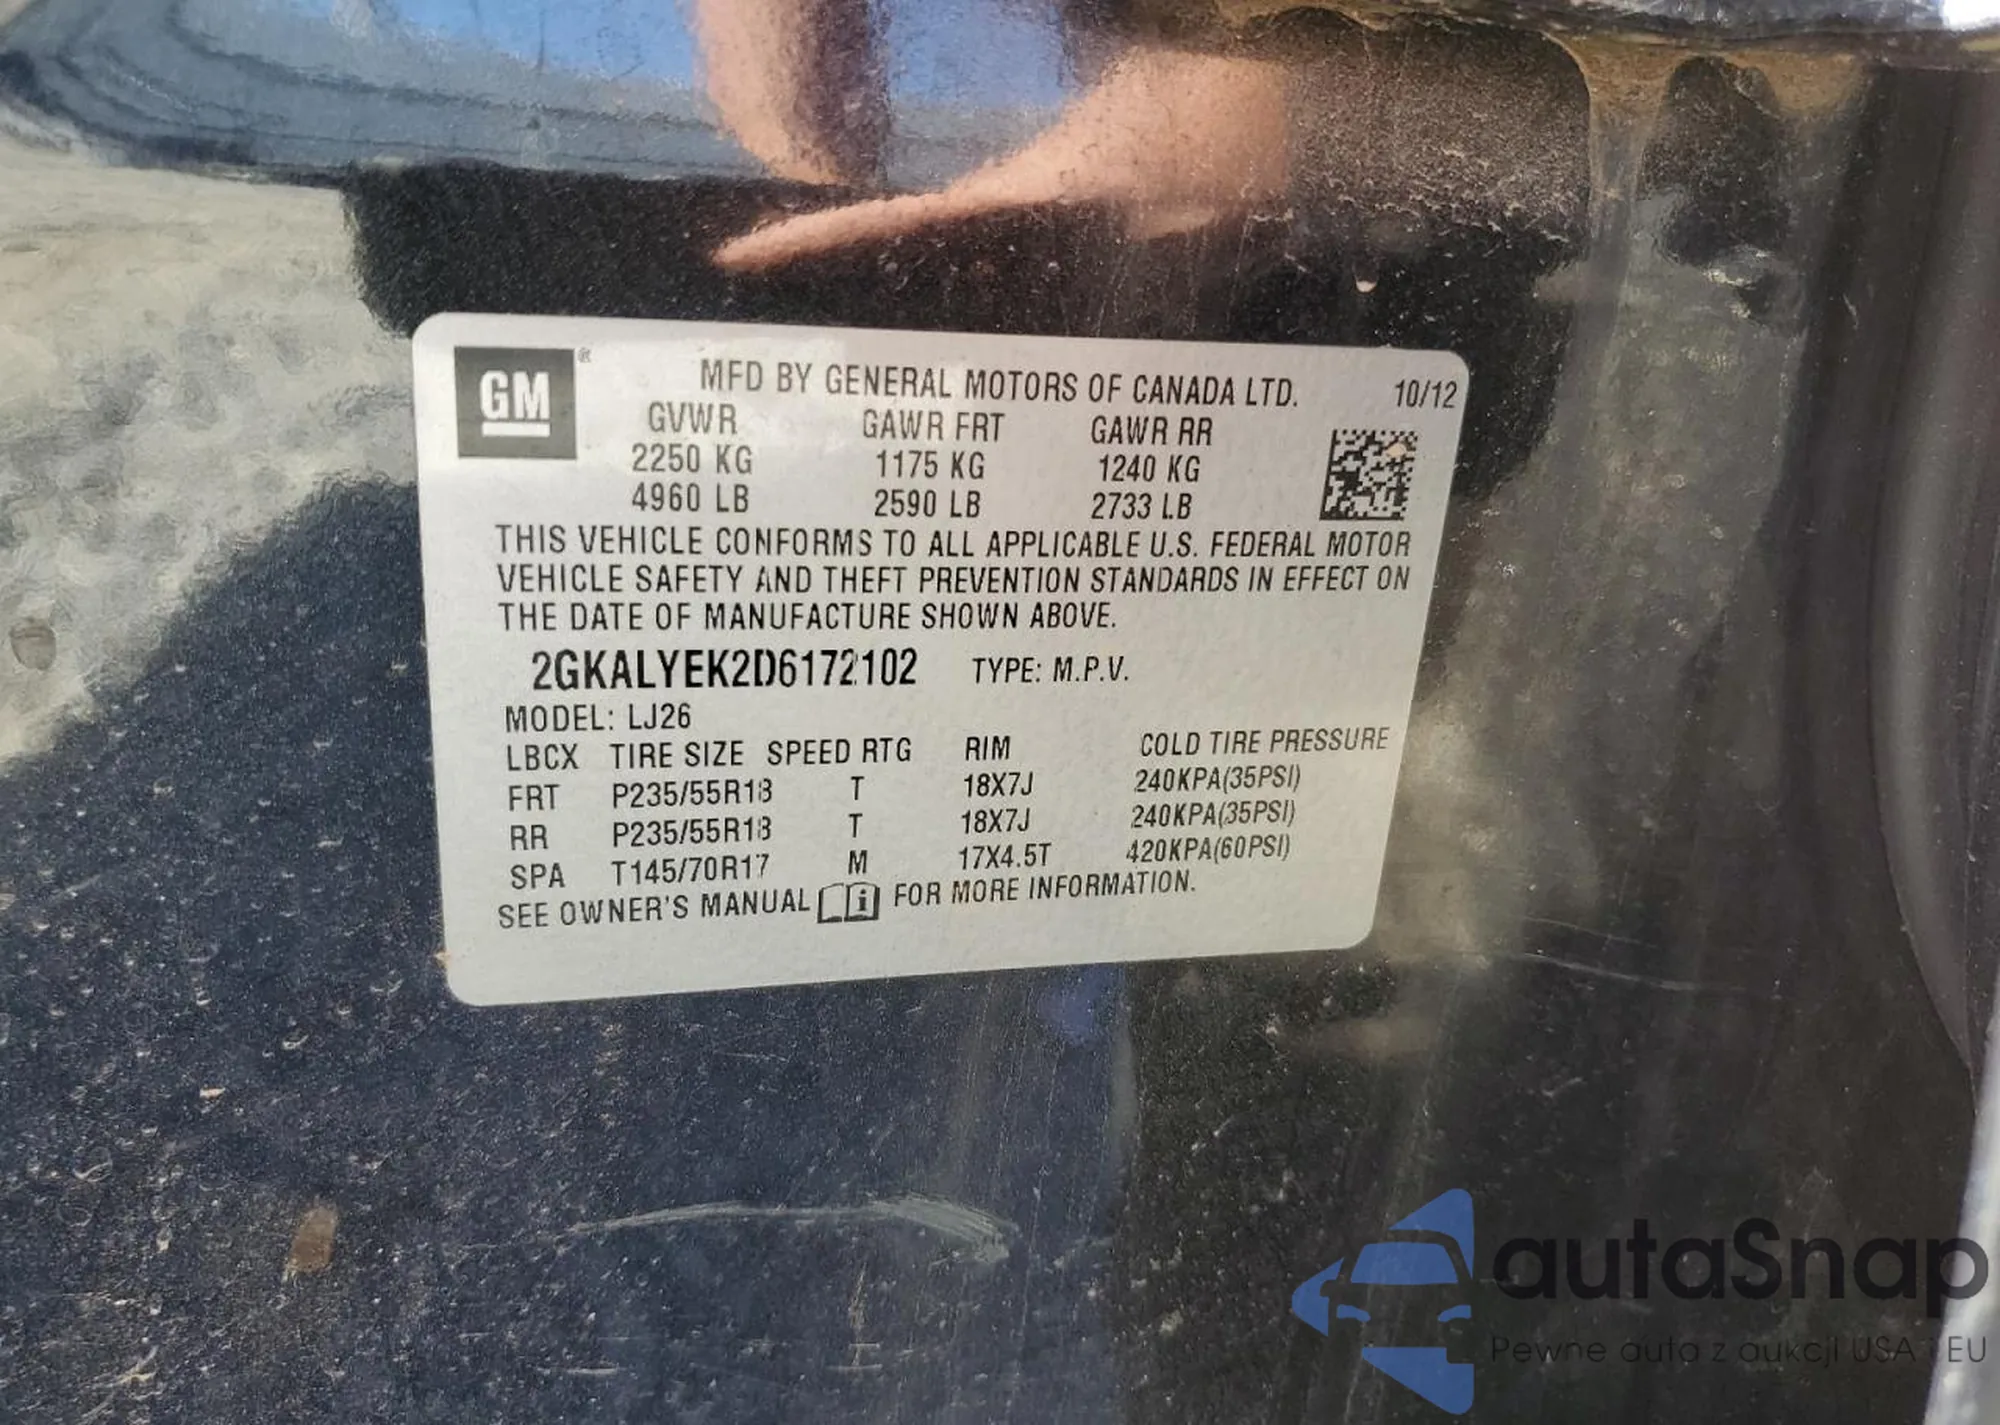 GM ®
MFD BY GENERAL MOTORS OF CANADA LTD. 10/12
GVWR GAWR FRT GAWR RR
2250 KG 1175 KG 1240 KG
4960 LB 2590 LB 2733 LB
THIS VEHICLE CONFORMS TO ALL APPLICABLE U.S. FEDERAL MOTOR
VEHICLE SAFETY AND THEFT PREVENTION STANDARDS IN EFFECT ON
THE DATE OF MANUFACTURE SHOWN ABOVE.
2GKALYEK2D6172102 TYPE: M.P.V.
MODEL: LJ26
LBCX TIRE SIZE SPEED RTG RIM COLD TIRE PRESSURE
FRT P235/55R18 T 18X7J 240KPA(35PSI)
RR P235/55R18 T 18X7J 240KPA(35PSI)
SPA T145/70R17 M 17X4.5T 420KPA(60PSI)
SEE OWNER'S MANUAL i FOR MORE INFORMATION.
autaSnap
Pewne auta z aukcji USA i EU